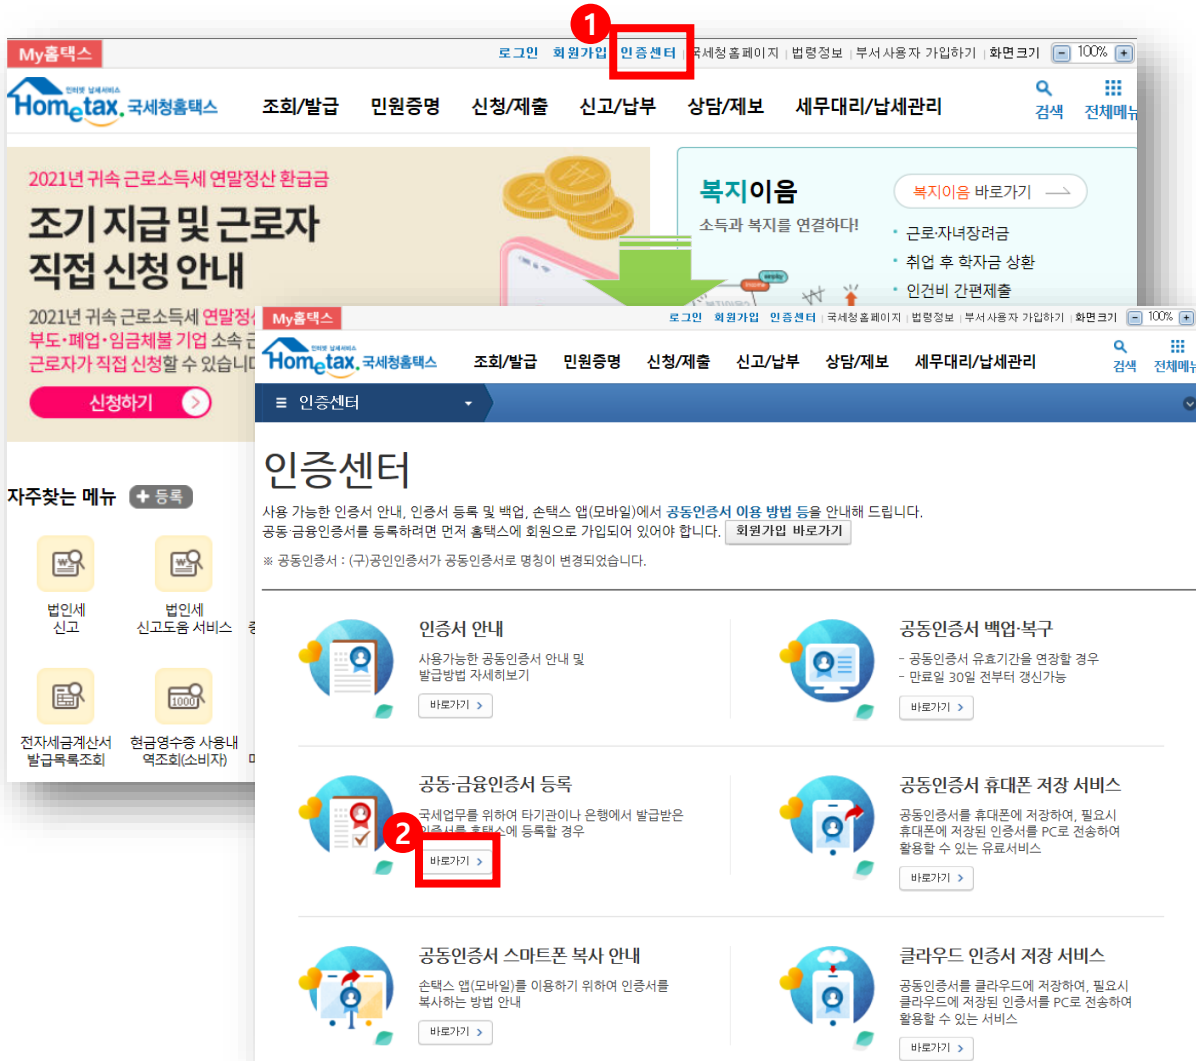 1
My홈택스
로그인 회원가입 인증센터 국세청홈페이지 법령정보 부서사용자 가입하기 화면크기 - 100% +
인터넷 납세서비스
Hometax. 국세청홈택스
조회/발급 민원증명 신청/제출 신고/납부 상담/제보 세무대리/납세관리
검색 전체메뉴
2021년 귀속 근로소득세 연말정산 환급금
조기 지급 및 근로자
직접 신청 안내
2021년 귀속 근로소득세 연말정
부도·폐업·임금체불 기업 소속
근로자가 직접 신청할 수 있습니
신청하기
복지이음
복지이음 바로가기
소득과 복지를 연결하다!
· 근로·자녀장려금
· 취업 후 학자금 상환
· 인건비 간편제출
자주찾는 메뉴 + 등록
법인세
신고
법인세
신고도움 서비스
전자세금계산서
발급목록조회
1000
현금영수증 사용내
역조회(소비자)
My홈택스
로그인 회원가입 인증센터 국세청홈페이지 법령정보 부서사용자 가입하기 화면크기 - 100% +
인터넷 납세서비스
Hometax. 국세청홈택스
조회/발급 민원증명 신청/제출 신고/납부 상담/제보 세무대리/납세관리
검색 전체메뉴
≡ 인증센터
인증센터
사용 가능한 인증서 안내, 인증서 등록 및 백업, 손택스 앱(모바일)에서 공동인증서 이용 방법 등을 안내해 드립니다.
공동·금융인증서를 등록하려면 먼저 홈택스에 회원으로 가입되어 있어야 합니다. 회원가입 바로가기
※ 공동인증서 : (구)공인인증서가 공동인증서로 명칭이 변경되었습니다.
인증서 안내
사용가능한 공동인증서 안내 및
발급방법 자세히보기
바로가기 >
공동인증서 백업·복구
- 공동인증서 유효기간을 연장할 경우
- 만료일 30일 전부터 갱신가능
바로가기 >
공동·금융인증서 등록
국세업무를 위하여 타기관이나 은행에서 발급받은
인증서를 홈택스에 등록할 경우
2
바로가기 >
공동인증서 휴대폰 저장 서비스
공동인증서를 휴대폰에 저장하여, 필요시
휴대폰에 저장된 인증서를 PC로 전송하여
활용할 수 있는 유료서비스
바로가기 >
공동인증서 스마트폰 복사 안내
손택스 앱(모바일)를 이용하기 위하여 인증서를
복사하는 방법 안내
바로가기 >
클라우드 인증서 저장 서비스
공동인증서를 클라우드에 저장하여, 필요시
클라우드에 저장된 인증서를 PC로 전송하여
활용할 수 있는 서비스
바로가기 >